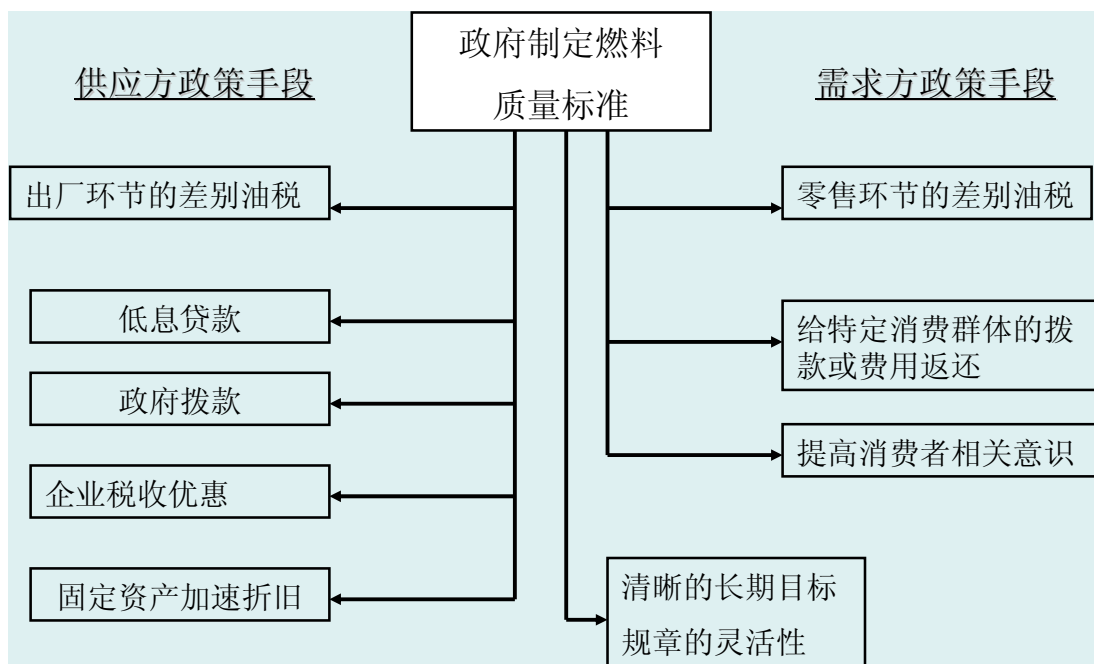 政府制定燃料
质量标准
供应方政策手段
需求方政策手段
出厂环节的差别油税
低息贷款
政府拨款
企业税收优惠
固定资产加速折旧
零售环节的差别油税
给特定消费群体的拨
款或费用返还
提高消费者相关意识
清晰的长期目标
规章的灵活性